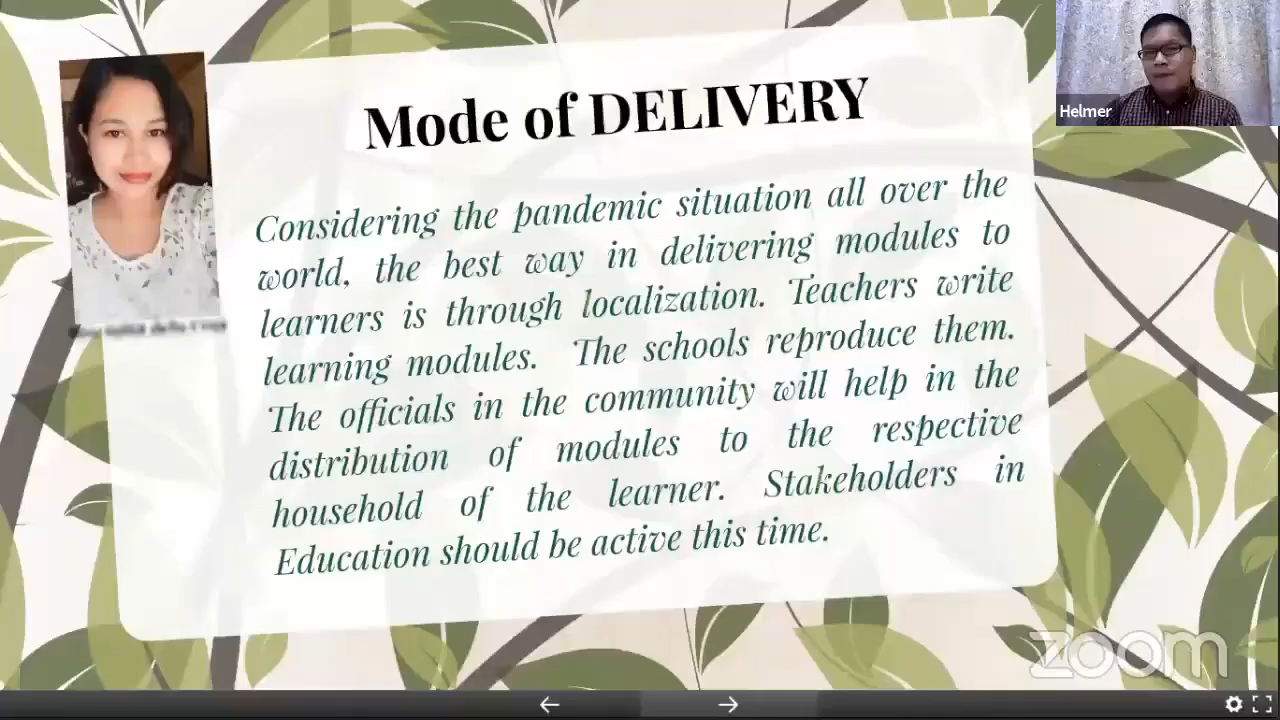 Mode of DELIVERY
Helmer
Considering the pandemic situation all over the
world, the best way in delivering modules to
learners is through localization. Teachers write
learning modules. The schools reproduce them.
The officials in the community will help in the
distribution of modules to the respective
household of the learner. Stakeholders in
Education should be active this time.
zoom